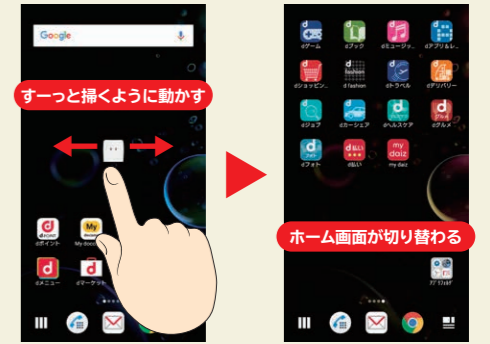 Google
すーっと掃くように動かす
dポイント My docomo
dメニュー dマーケット
dゲーム dブック dミュージッ.. dアプリ&レ..
dショッピン.. d fashion dトラベル dデリバリー
dジョブ dカーシェア dヘルスケア dグルメ
dフォト d払い my daiz
ホーム画面が切り替わる